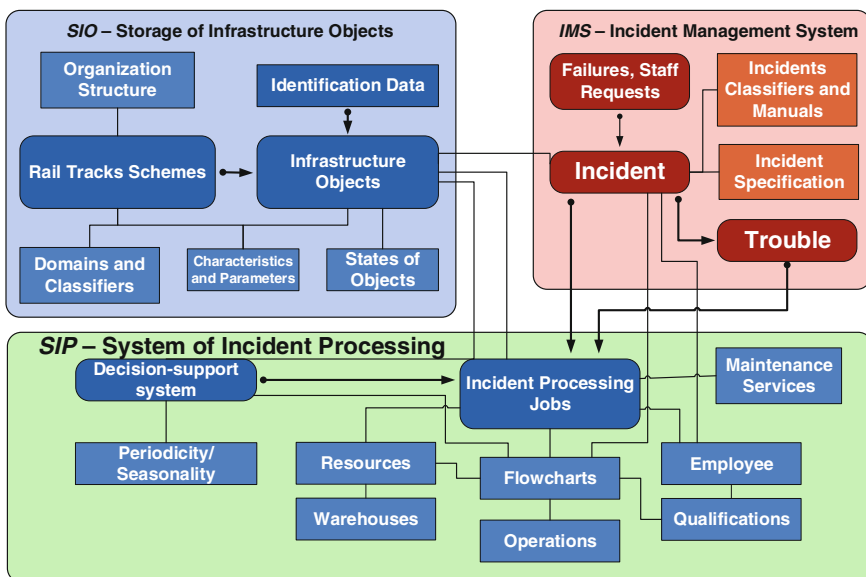 SIO – Storage of Infrastructure Objects
Organization
Structure
Identification Data
Rail Tracks Schemes
Infrastructure
Objects
Domains and
Classifiers
Characteristics
and Parameters
States of
Objects
IMS – Incident Management System
Failures, Staff
Requests
Incidents
Classifiers and
Manuals
Incident
Incident
Specification
Trouble
SIP – System of Incident Processing
Decision-support
system
Incident Processing
Jobs
Maintenance
Services
Periodicity/
Seasonality
Resources
Flowcharts
Employee
Warehouses
Operations
Qualifications